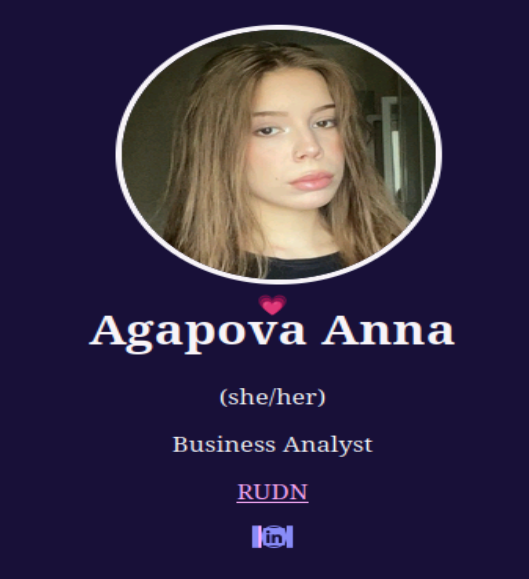 Agapova Anna
(she/her)
Business Analyst
RUDN
in